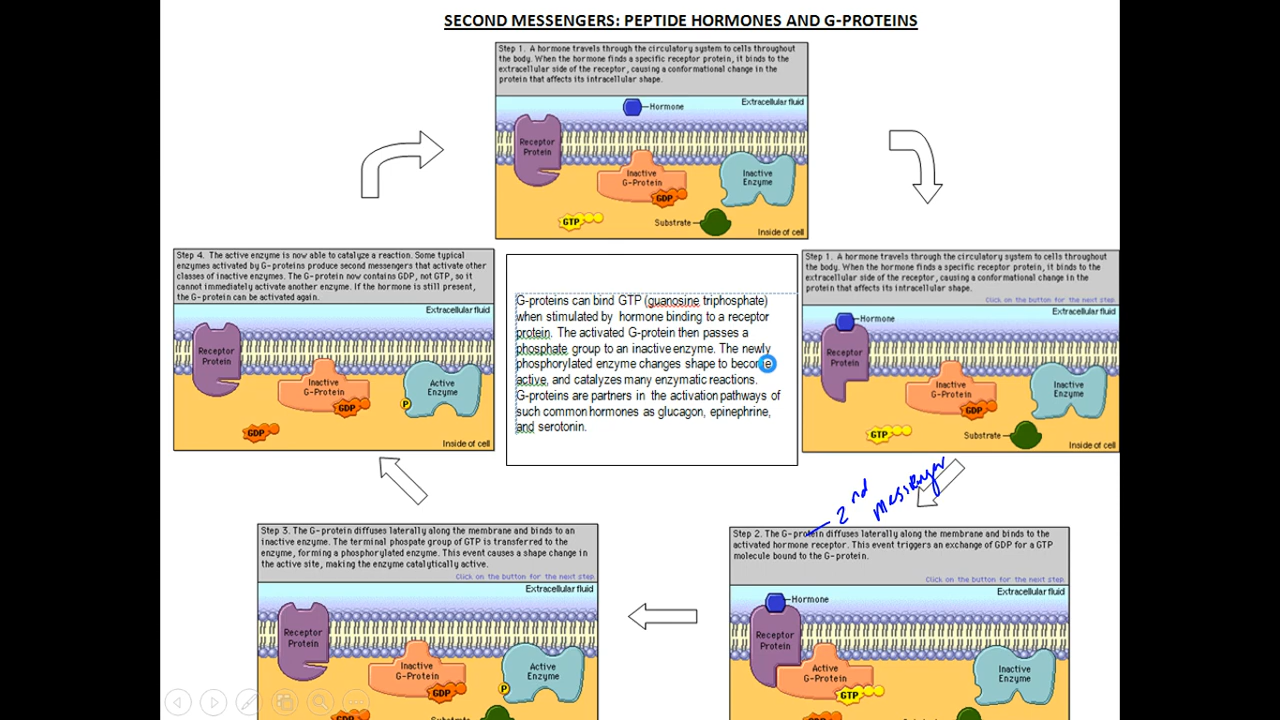 SECOND MESSENGERS: PEPTIDE HORMONES AND G-PROTEINS
Step 1. A hormone travels through the circulatory system to cells throughout
the body. When the hormone finds a specific receptor protein, it binds to the
extracellular side of the receptor, causing a conformational change in the
protein that affects its intracellular shape.
Extracellular fluid
Hormone
Receptor
Protein
Inactive
G-Protein
GDP
Inactive
Enzyme
GTP
Substrate
Inside of cell
Step 4. The active enzyme is now able to catalyze a reaction. Some typical
enzymes activated by G-proteins produce second messengers that activate other
classes of inactive enzymes. The G-protein now contains GDP, not GTP, so it
cannot immediately activate another enzyme. If the hormone is still present,
the G-protein can be activated again.
Extracellular fluid
Receptor
Protein
Inactive
G-Protein
GDP
Active
Enzyme
P
GDP
Inside of cell
G-proteins can bind GTP (guanosine triphosphate)
when stimulated by hormone binding to a receptor
protein. The activated G-protein then passes a
phosphate group to an inactive enzyme. The newly
phosphorylated enzyme changes shape to become
active, and catalyzes many enzymatic reactions.
G-proteins are partners in the activation pathways of
such common hormones as glucagon, epinephrine,
and serotonin.
Step 1. A hormone travels through the circulatory system to cells throughout
the body. When the hormone finds a specific receptor protein, it binds to the
extracellular side of the receptor, causing a conformational change in the
protein that affects its intracellular shape.
Click on the button for the next step.
Extracellular fluid
Hormone
Receptor
Protein
Inactive
G-Protein
GDP
Inactive
Enzyme
GTP
Substrate
Inside of cell
2nd messenger
Step 3. The G-protein diffuses laterally along the membrane and binds to an
inactive enzyme. The terminal phospate group of GTP is transferred to the
enzyme, forming a phosphorylated enzyme. This event causes a shape change in
the active site, making the enzyme catalytically active.
Click on the button for the next step.
Extracellular fluid
Receptor
Protein
Inactive
G-Protein
GDP
Active
Enzyme
P
Step 2. The G-protein diffuses laterally along the membrane and binds to the
activated hormone receptor. This event triggers an exchange of GDP for a GTP
molecule bound to the G-protein.
Click on the button for the next step.
Extracellular fluid
Hormone
Receptor
Protein
Active
G-Protein
GTP
Inactive
Enzyme